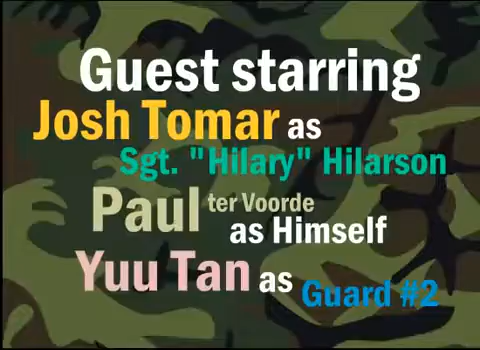 Guest starring
Josh Tomar as
Sgt. "Hilary" Hilarson
Paul ter Voorde
as Himself
Yuu Tan as
Guard #2